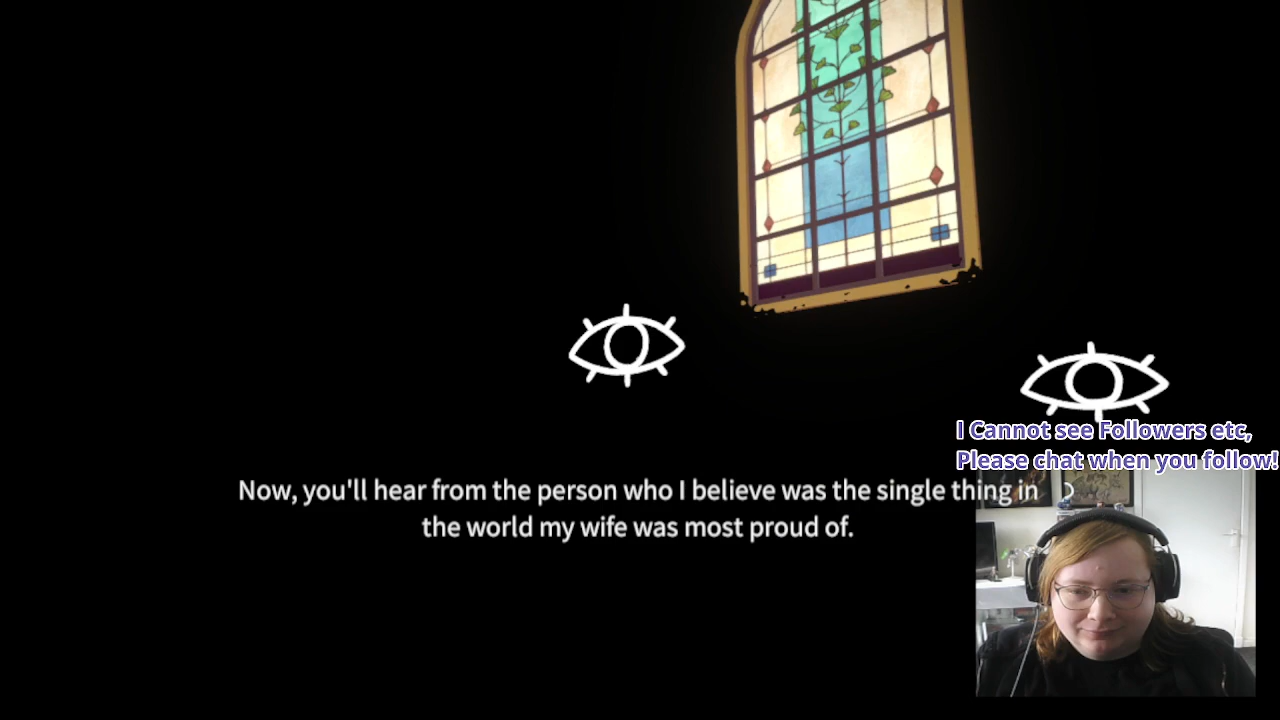 I Cannot see Followers etc,
Please chat when you follow!
Now, you'll hear from the person who I believe was the single thing in
the world my wife was most proud of.